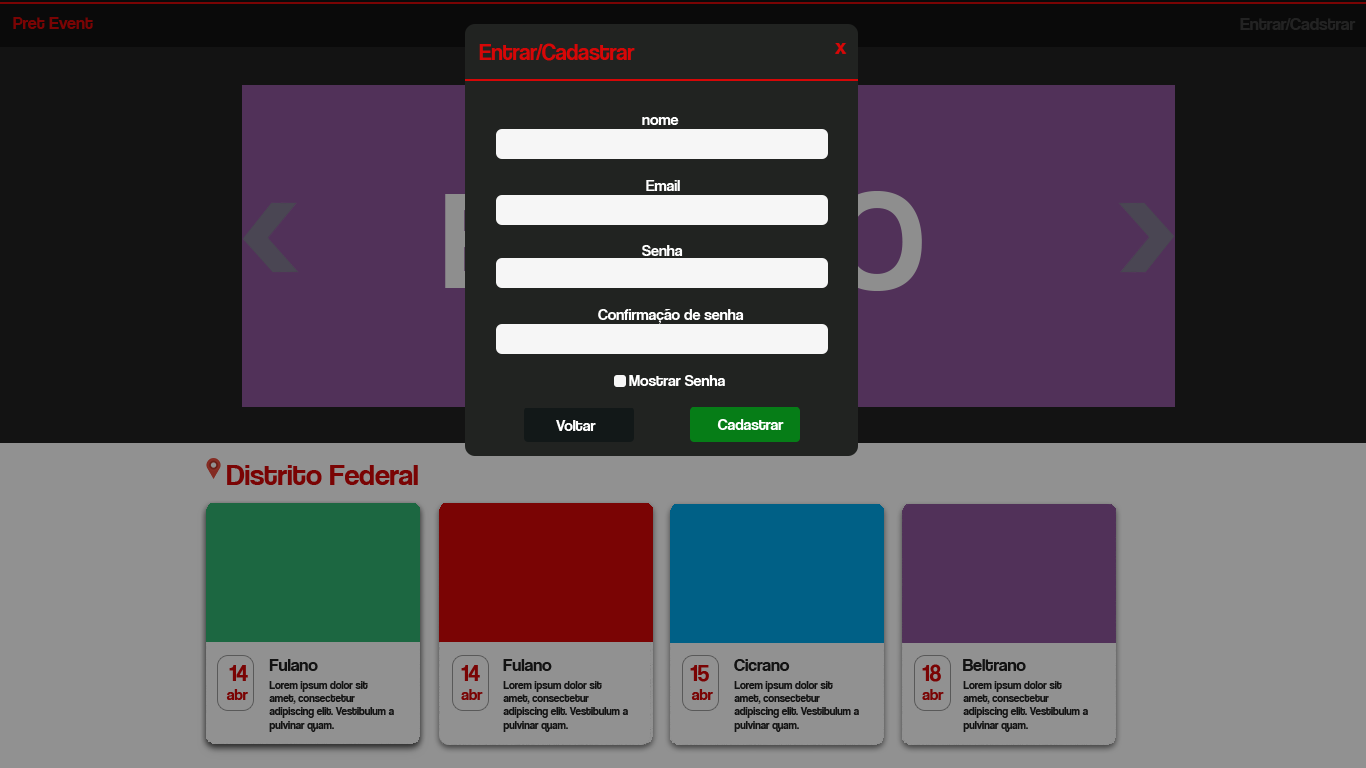 Pret Event
Entrar/Cadstrar
Entrar/Cadastrar
x
nome
Email
Senha
Confirmação de senha
Mostrar Senha
Voltar
Cadastrar
Distrito Federal
14
abr
Fulano
Lorem ipsum dolor sit
amet, consectetur
adipiscing elit. Vestibulum a
pulvinar quam.
14
abr
Fulano
Lorem ipsum dolor sit
amet, consectetur
adipiscing elit. Vestibulum a
pulvinar quam.
15
abr
Cicrano
Lorem ipsum dolor sit
amet, consectetur
adipiscing elit. Vestibulum a
pulvinar quam.
18
abr
Beltrano
Lorem ipsum dolor sit
amet, consectetur
adipiscing elit. Vestibulum a
pulvinar quam.